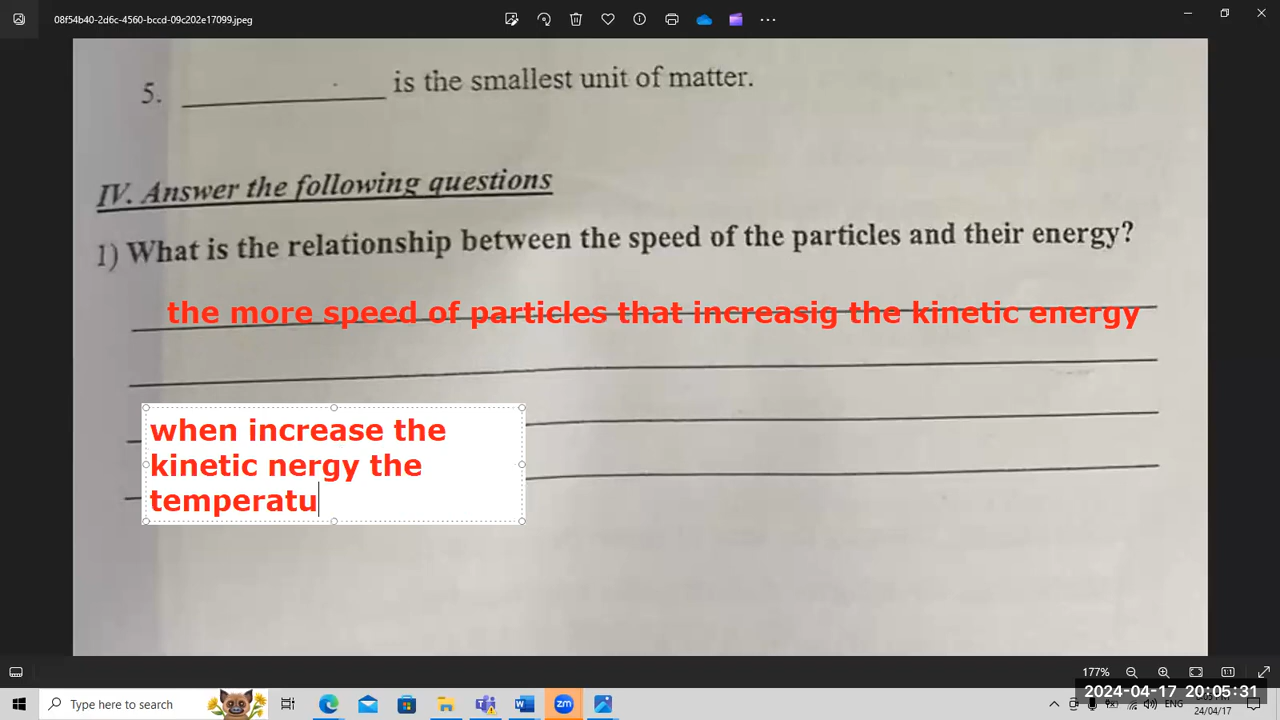 08f54b40-2d6c-4560-bccd-09c202e17099.jpeg
5. ____________ is the smallest unit of matter.
IV. Answer the following questions
1) What is the relationship between the speed of the particles and their energy?
the more speed of particles that increasig the kinetic energy
when increase the
kinetic nergy the
temperatu
177%
Type here to search
2024-04-17 20:05:31
ENG
24/04/17